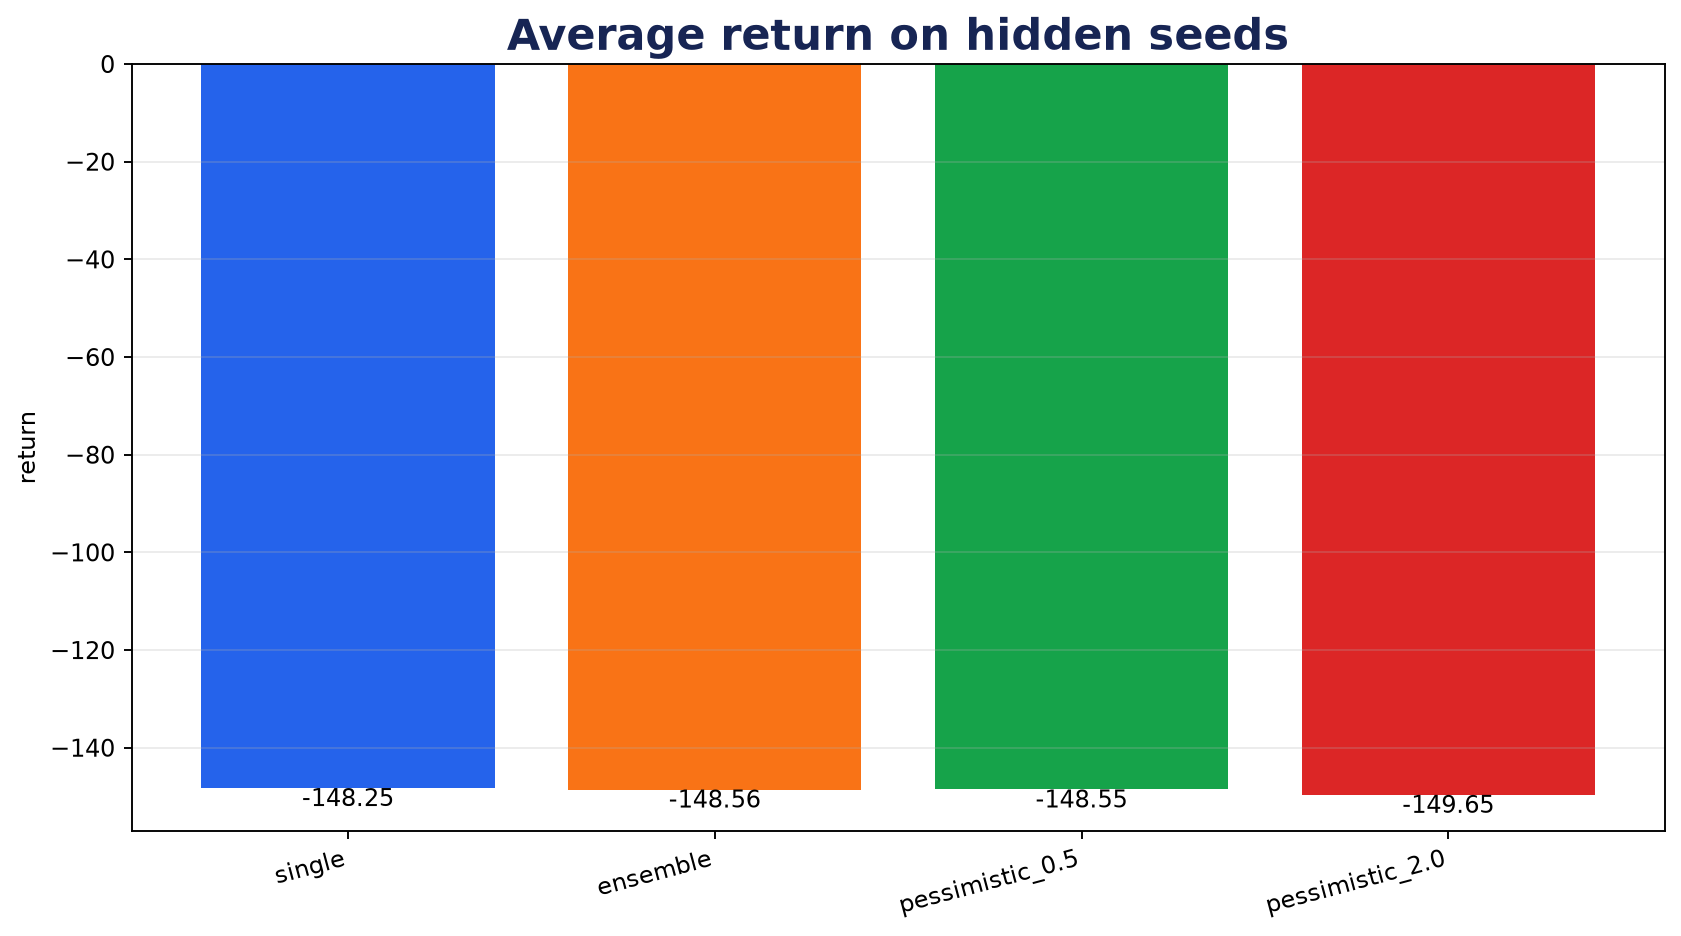 Average return on hidden seeds
0
−20
−40
−60
−80
−100
−120
−140
return
-148.25
-148.56
-148.55
-149.65
single
ensemble
pessimistic_0.5
pessimistic_2.0